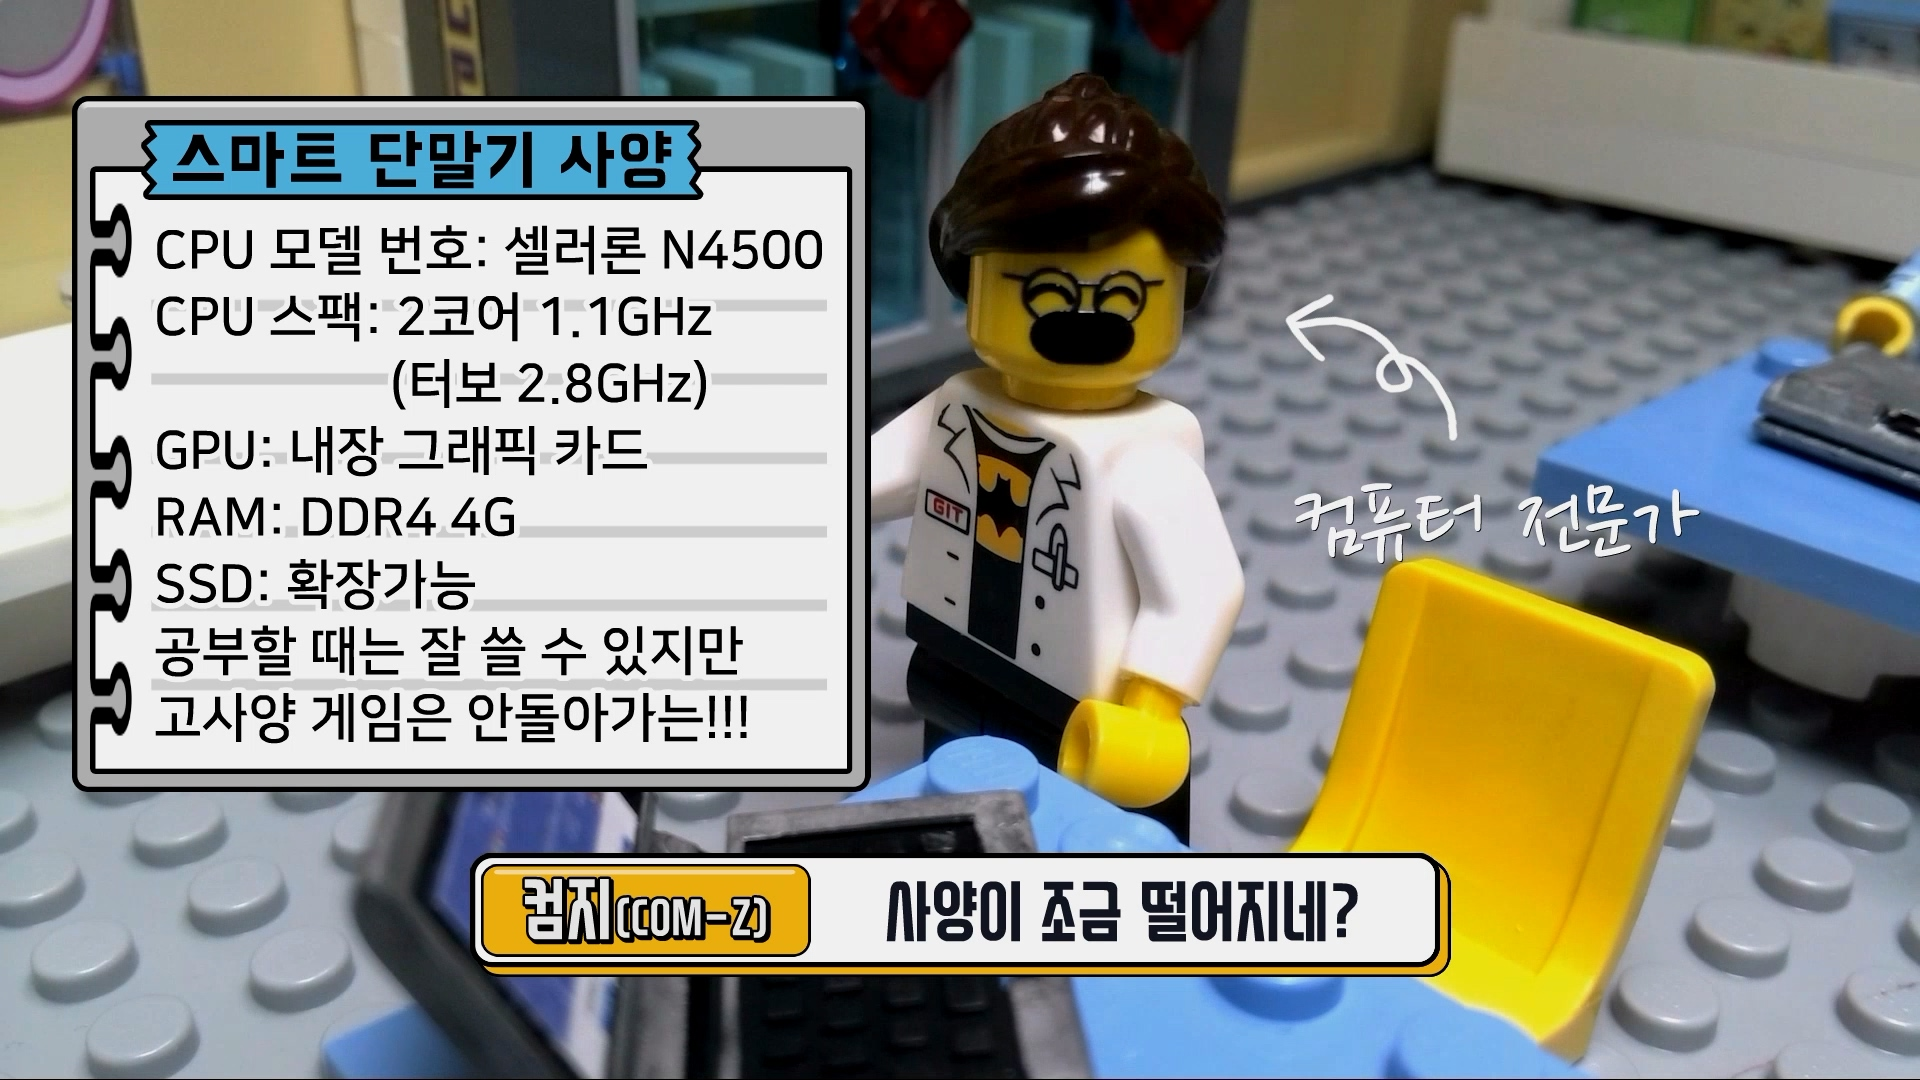 스마트 단말기 사양
CPU 모델 번호: 셀러론 N4500
CPU 스팩: 2코어 1.1GHz
(터보 2.8GHz)
GPU: 내장 그래픽 카드
RAM: DDR4 4G
SSD: 확장가능
공부할 때는 잘 쓸 수 있지만
고사양 게임은 안돌아가는!!!
GIT
컴퓨터 전문가
컴지(COM-Z)
사양이 조금 떨어지네?